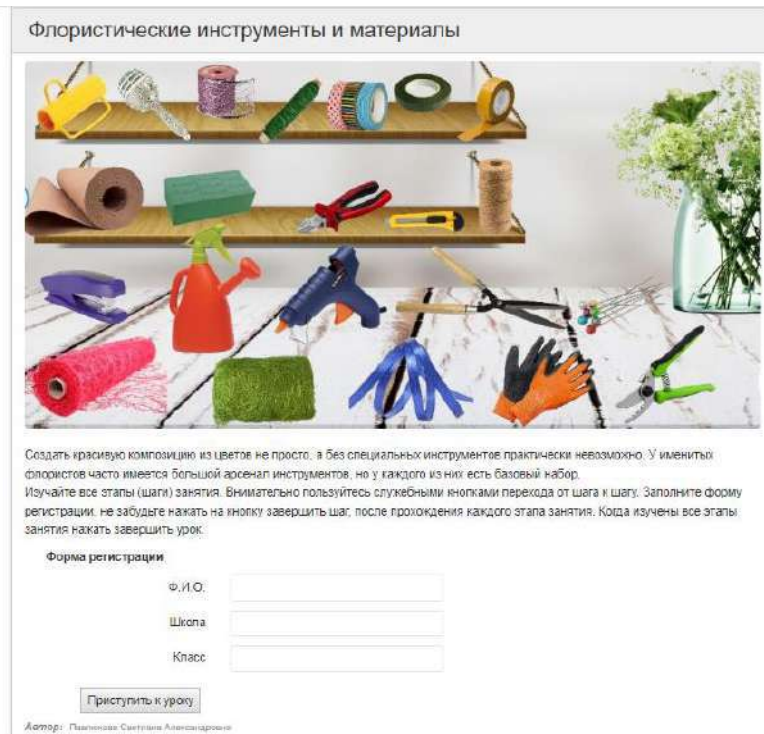 Флористические инструменты и материалы
Создать красивую композицию из цветов не просто, а без специальных инструментов практически невозможно. У именитых
флористов часто имеется большой арсенал инструментов, но у каждого из них есть базовый набор.
Изучайте все этапы (шаги) занятия. Внимательно пользуйтесь служебными кнопками перехода от шага к шагу. Заполните форму
регистрации, не забудьте нажать на кнопку завершить шаг, после прохождения каждого этапа занятия. Когда изучены все этапы
занятия нажать завершить урок.
Форма регистрации
Ф.И.О.
Школа
Класс
Приступить к уроку
Автор: Светлана Александровна